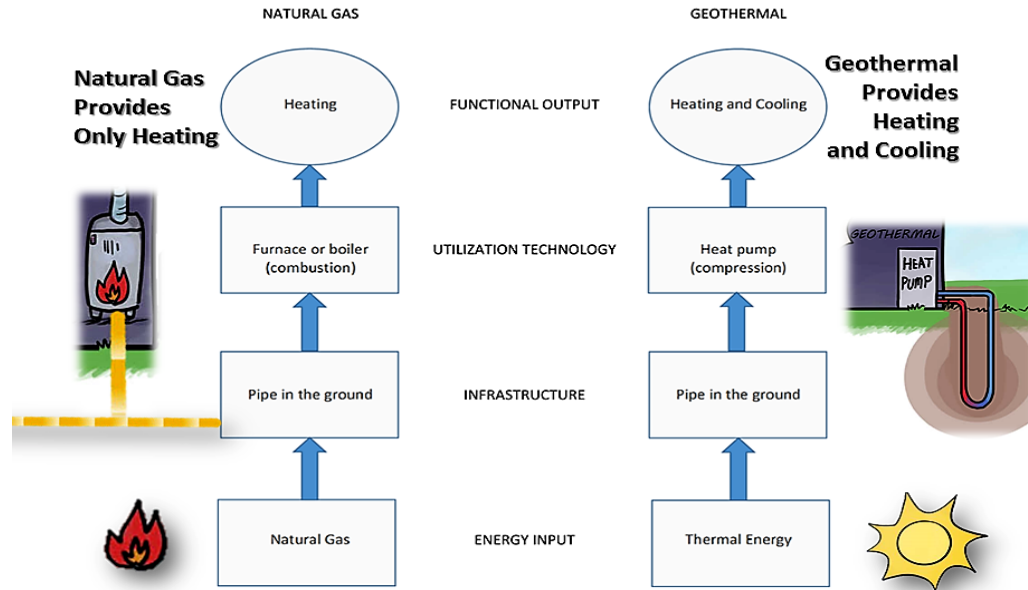 NATURAL GAS
GEOTHERMAL
Natural Gas
Provides
Only Heating
Heating
FUNCTIONAL OUTPUT
Heating and Cooling
Geothermal
Provides
Heating
and Cooling
Furnace or boiler
(combustion)
UTILIZATION TECHNOLOGY
Heat pump
(compression)
GEOTHERMAL
HEAT
PUMP
Pipe in the ground
INFRASTRUCTURE
Pipe in the ground
Natural Gas
ENERGY INPUT
Thermal Energy